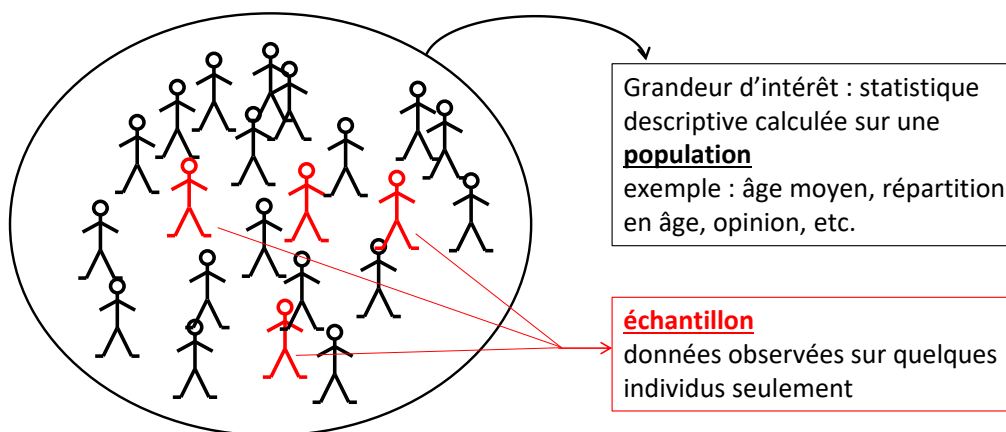 Grandeur d’intérêt : statistique
descriptive calculée sur une
population
exemple : âge moyen, répartition
en âge, opinion, etc.
échantillon
données observées sur quelques
individus seulement